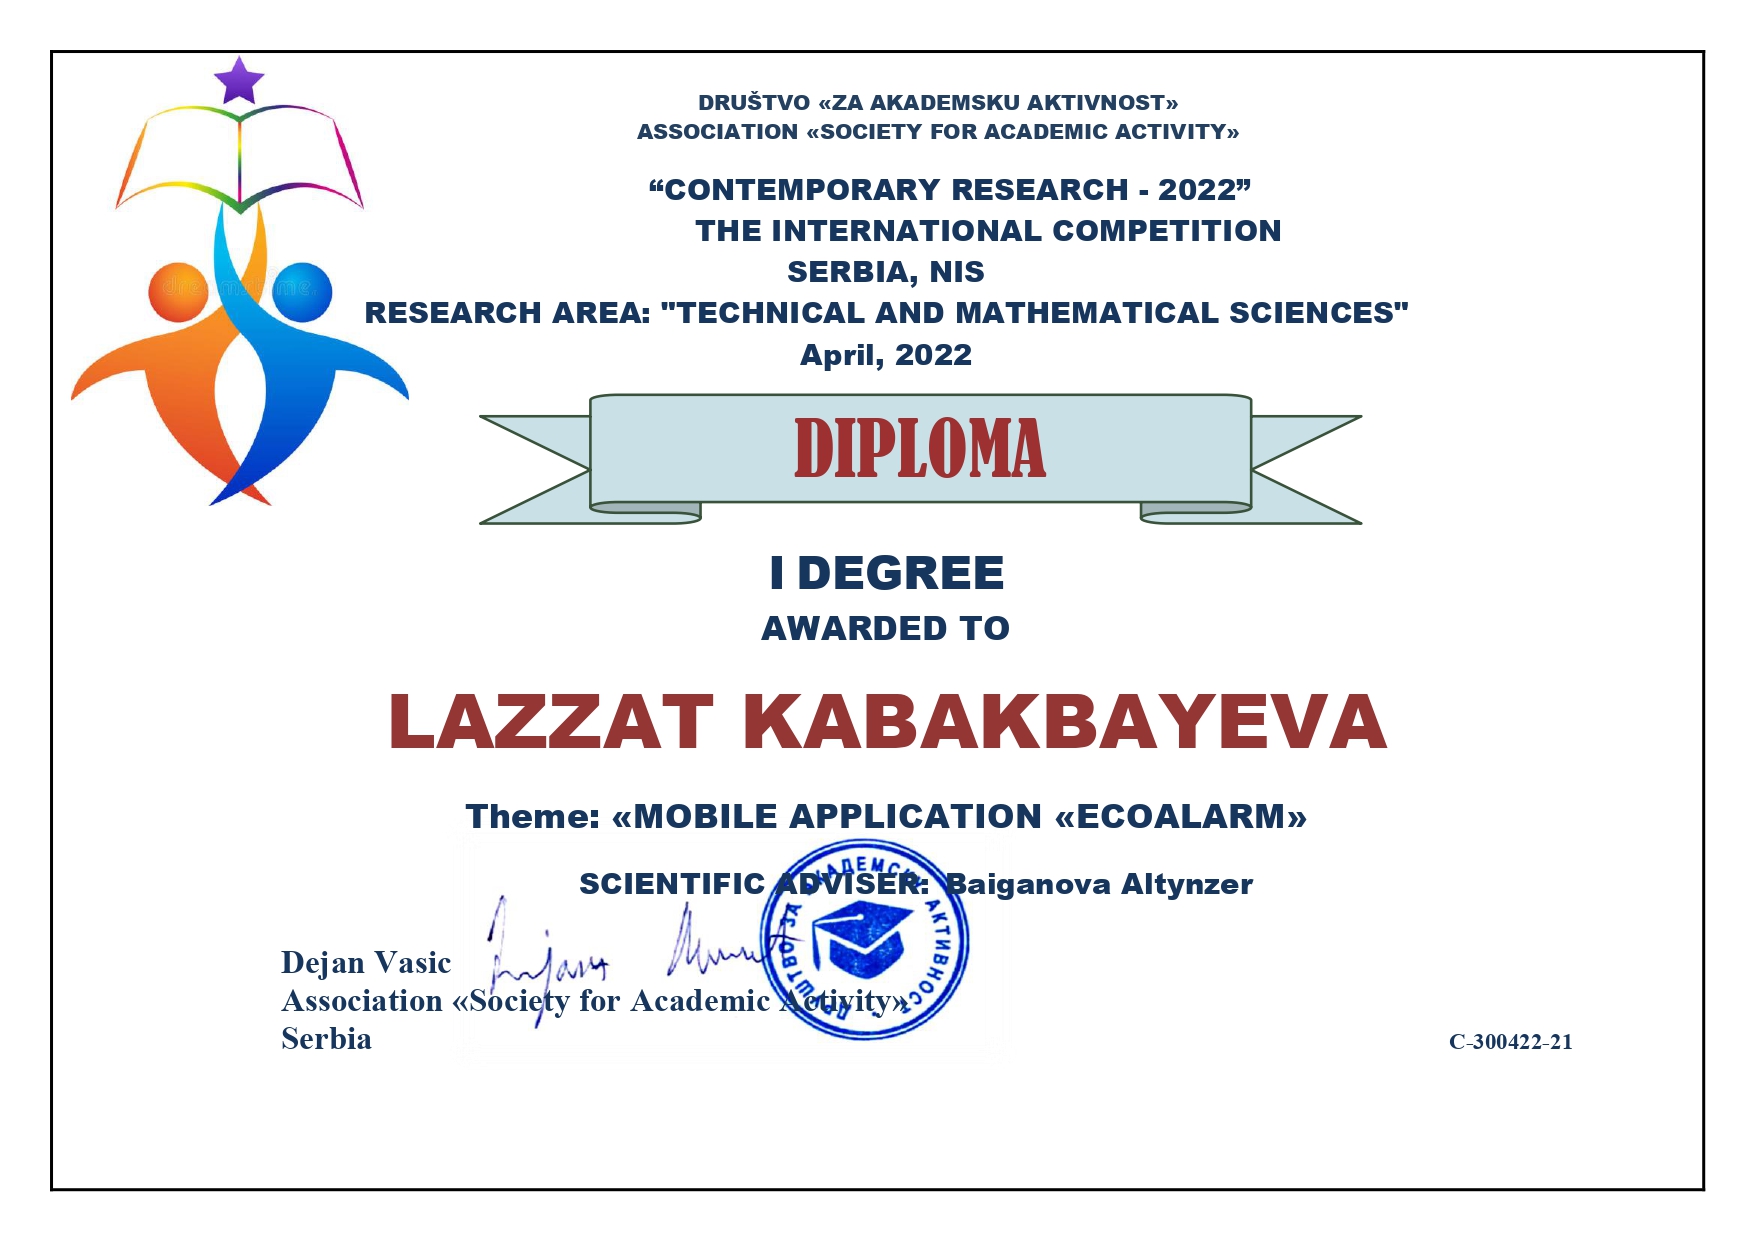 DRUŠTVO «ZA AKADEMSKU AKTIVNOST»
ASSOCIATION «SOCIETY FOR ACADEMIC ACTIVITY»
“CONTEMPORARY RESEARCH - 2022”
THE INTERNATIONAL COMPETITION
SERBIA, NIS
RESEARCH AREA: "TECHNICAL AND MATHEMATICAL SCIENCES"
April, 2022
DIPLOMA
I DEGREE
AWARDED TO
LAZZAT KABAKBAYEVA
Theme: «MOBILE APPLICATION «ECOALARM»
SCIENTIFIC ADVISER: Baiganova Altynzer
ДРУШТВО ЗА АКАДЕМСКУ АКТИВНОСТ
Dejan Vasic
Association «Society for Academic Activity»
Serbia
C-300422-21